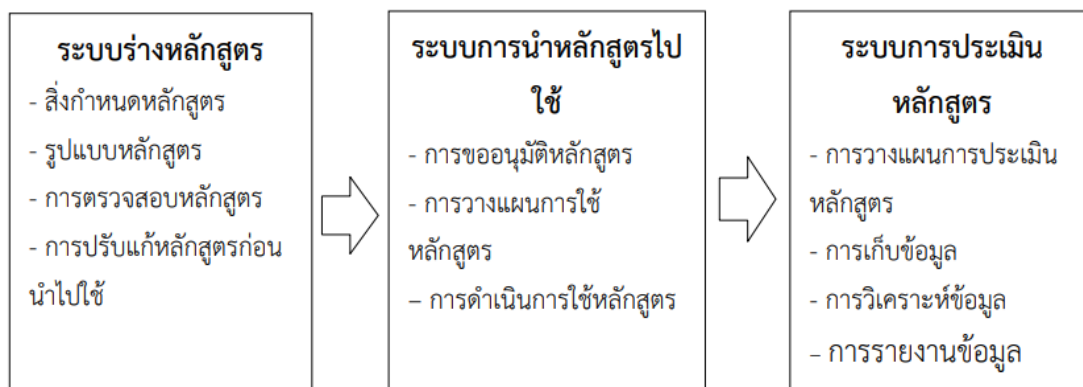 ระบบร่างหลักสูตร
- สิ่งกำหนดหลักสูตร
- รูปแบบหลักสูตร
- การตรวจสอบหลักสูตร
- การปรับแก้หลักสูตรก่อน
นำไปใช้
ระบบการนำหลักสูตรไป
ใช้
- การขออนุมัติหลักสูตร
- การวางแผนการใช้
หลักสูตร
– การดำเนินการใช้หลักสูตร
ระบบการประเมิน
หลักสูตร
- การวางแผนการประเมิน
หลักสูตร
- การเก็บข้อมูล
- การวิเคราะห์ข้อมูล
– การรายงานข้อมูล